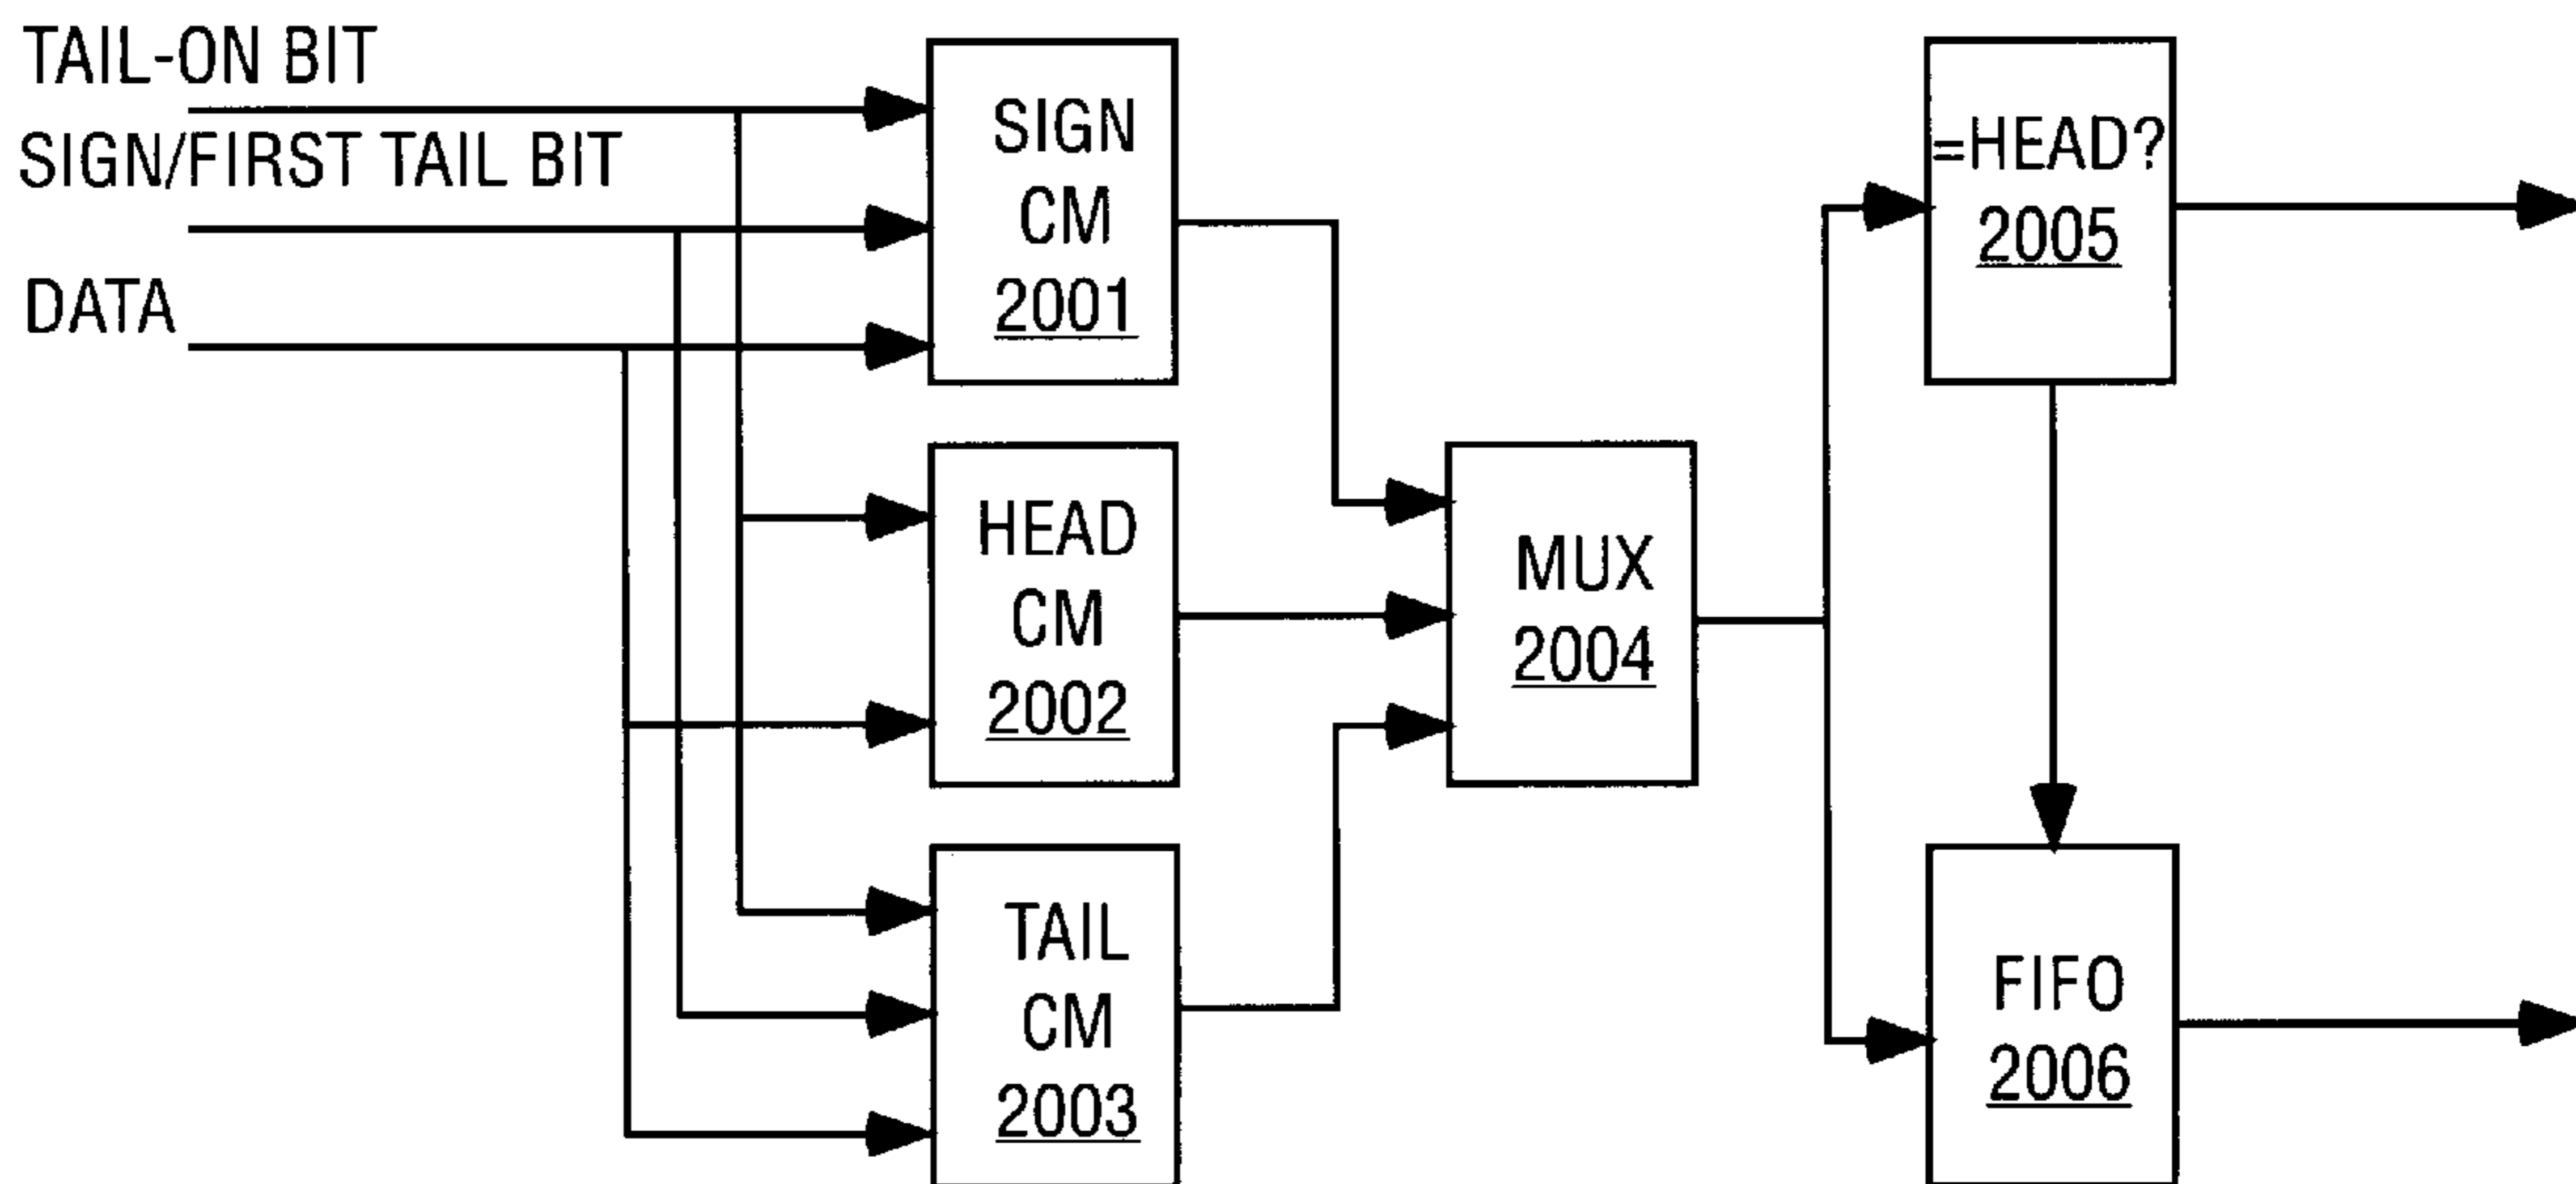 TAIL-ON BIT
SIGN/FIRST TAIL BIT
DATA
SIGN
CM
2001
HEAD
CM
2002
TAIL
CM
2003
MUX
2004
=HEAD?
2005
FIFO
2006